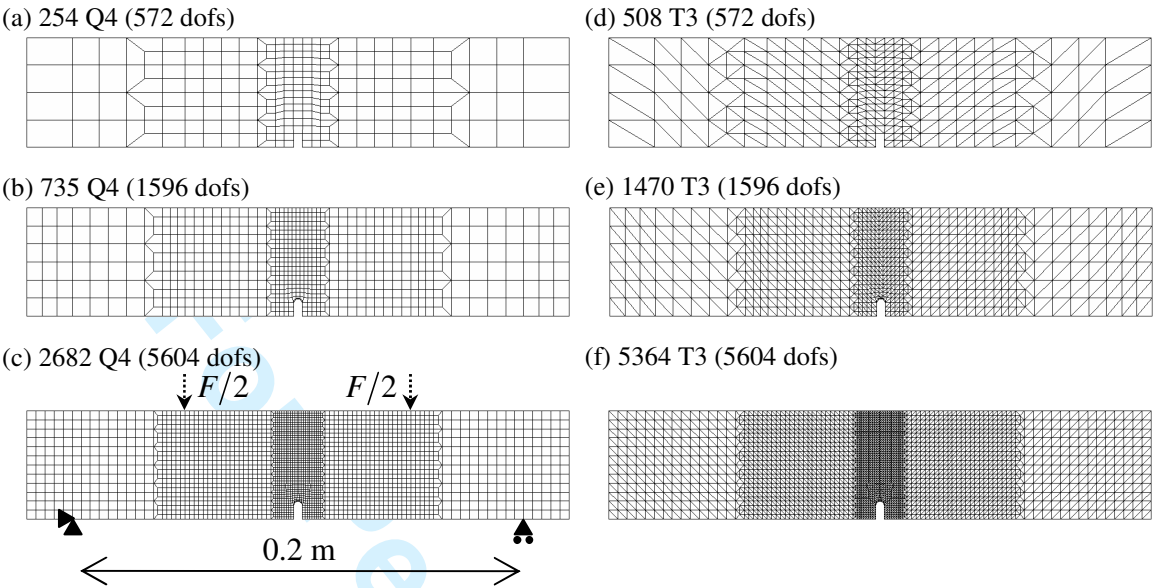 (a) 254 Q4 (572 dofs)
(d) 508 T3 (572 dofs)
(b) 735 Q4 (1596 dofs)
(e) 1470 T3 (1596 dofs)
(c) 2682 Q4 (5604 dofs)
(f) 5364 T3 (5604 dofs)
F/2
F/2
0.2 m